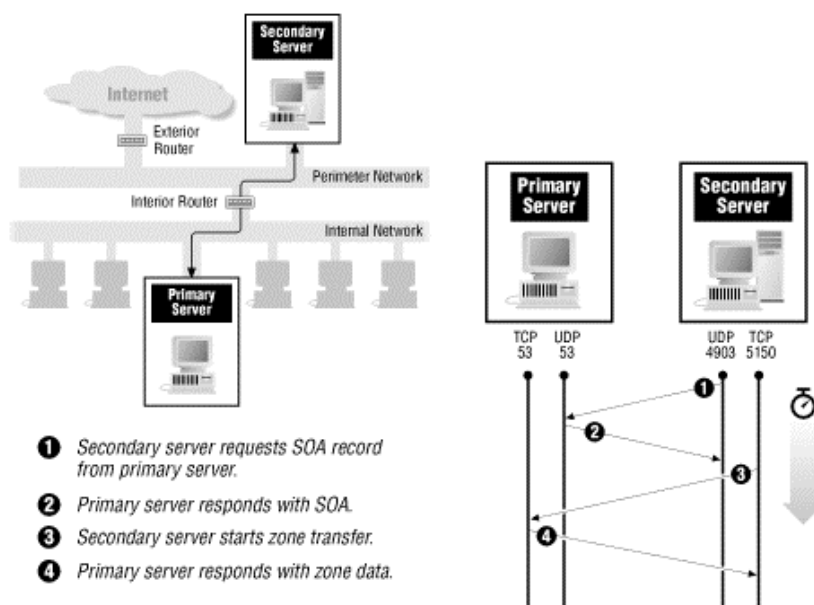 Secondary
Server
Internet
Exterior
Router
Perimeter Network
Interior Router
Internal Network
Primary
Server
1 Secondary server requests SOA record
from primary server.
2 Primary server responds with SOA.
3 Secondary server starts zone transfer.
4 Primary server responds with zone data.
Primary
Server
Secondary
Server
TCP
53
UDP
53
UDP
4903
TCP
5150
1
2
3
4